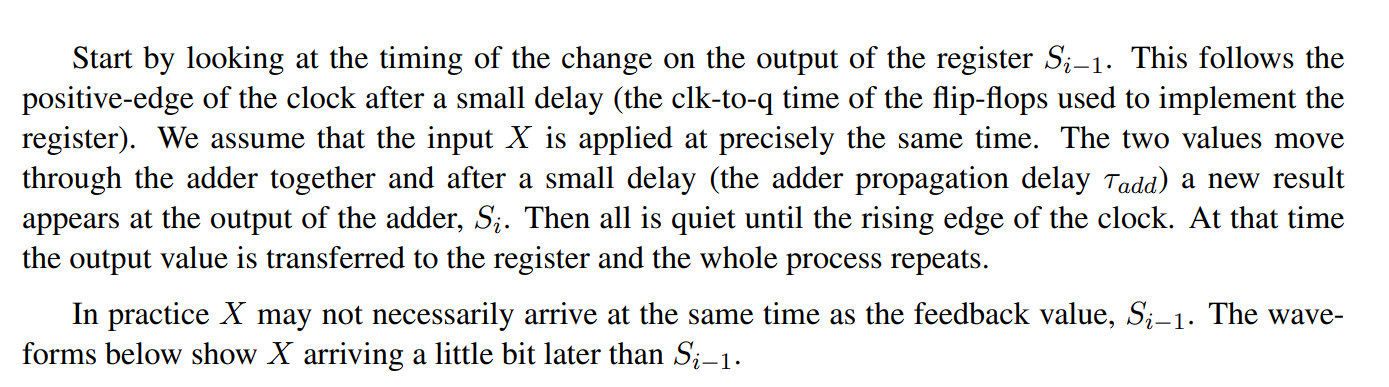 Start by looking at the timing of the change on the output of the register S_{i−1}. This follows the
positive-edge of the clock after a small delay (the clk-to-q time of the flip-flops used to implement the
register). We assume that the input X is applied at precisely the same time. The two values move
through the adder together and after a small delay (the adder propagation delay τ_{add}) a new result
appears at the output of the adder, S_i. Then all is quiet until the rising edge of the clock. At that time
the output value is transferred to the register and the whole process repeats.
In practice X may not necessarily arrive at the same time as the feedback value, S_{i−1}. The wave-
forms below show X arriving a little bit later than S_{i−1}.